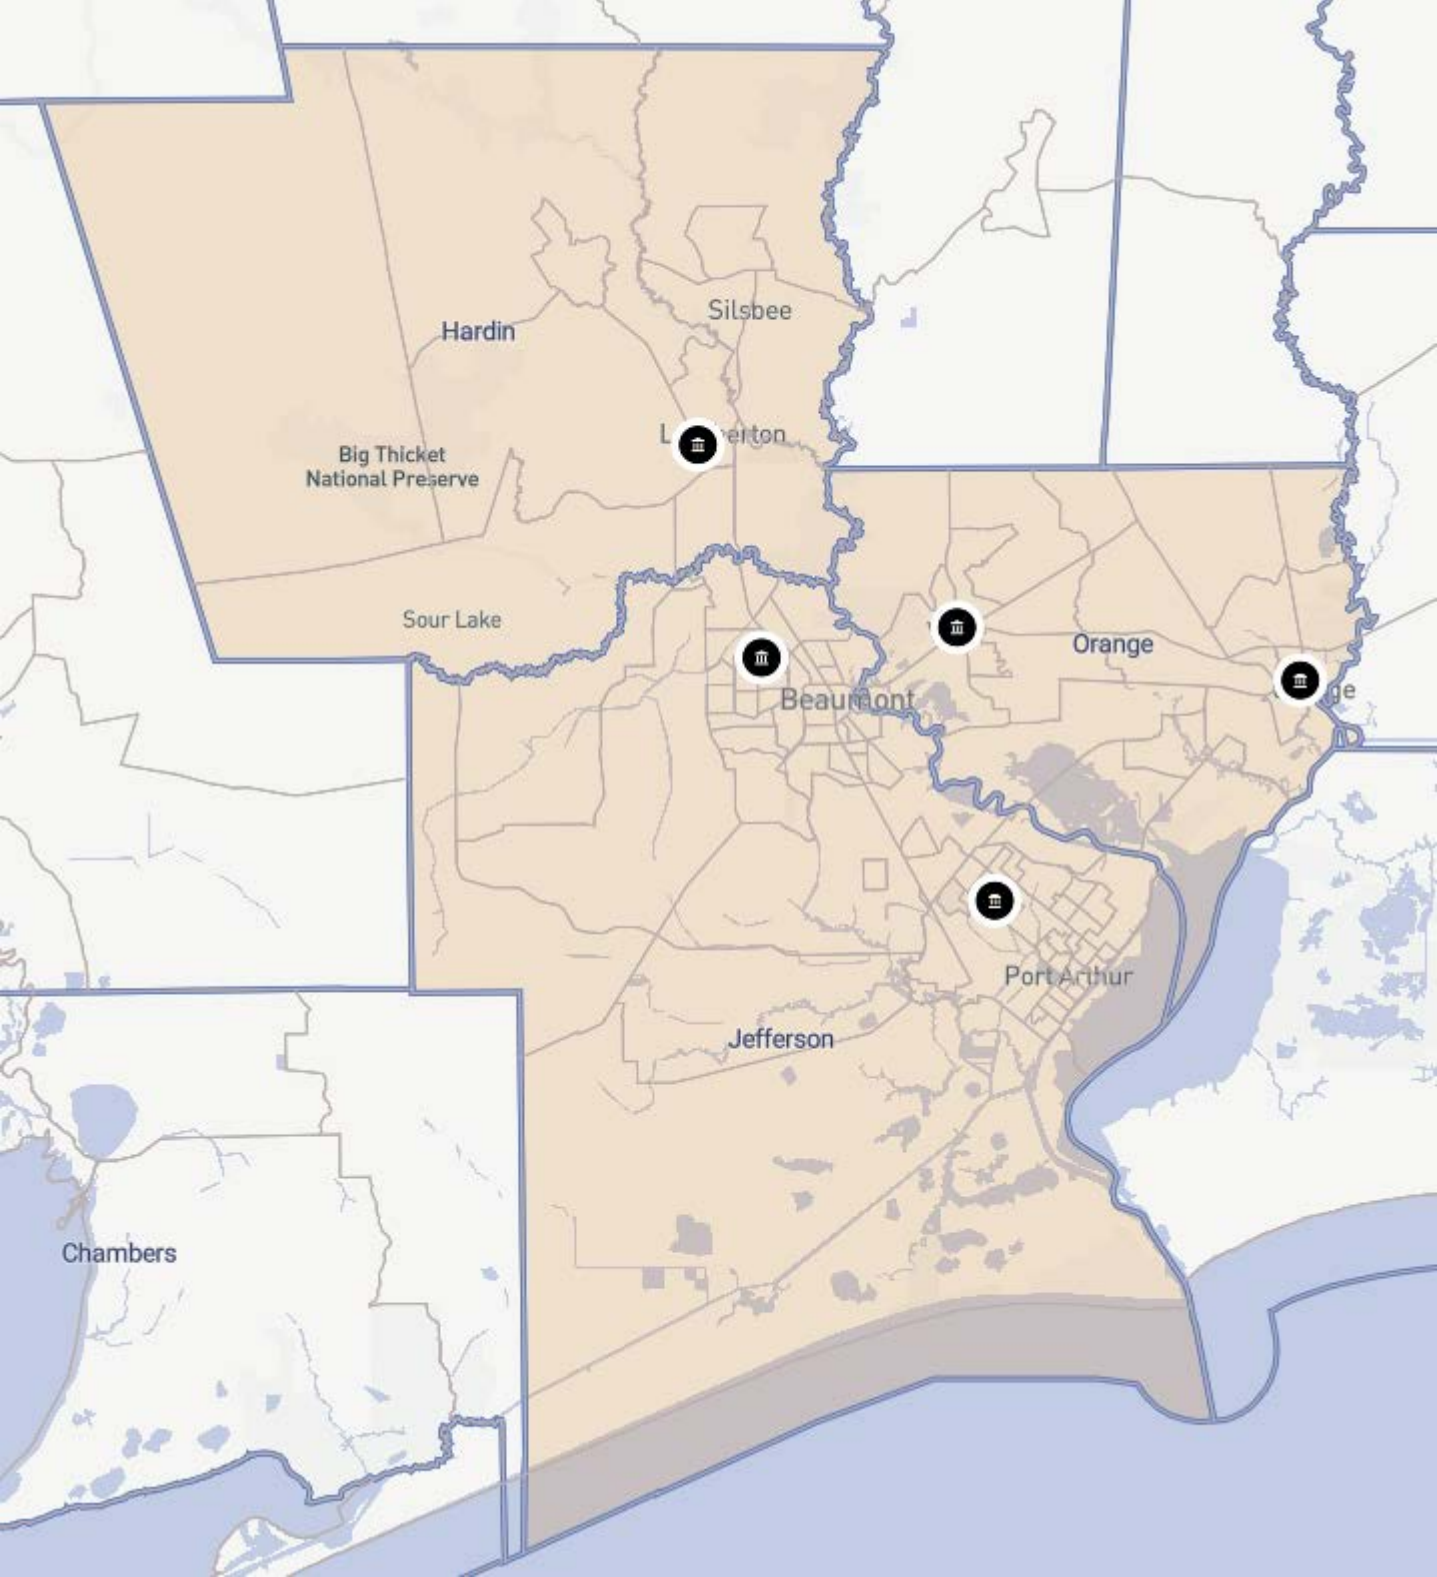 Silsbee
Hardin
Big Thicket
National Preserve
Sour Lake
Orange
Beaumont
Port Arthur
Jefferson
Chambers